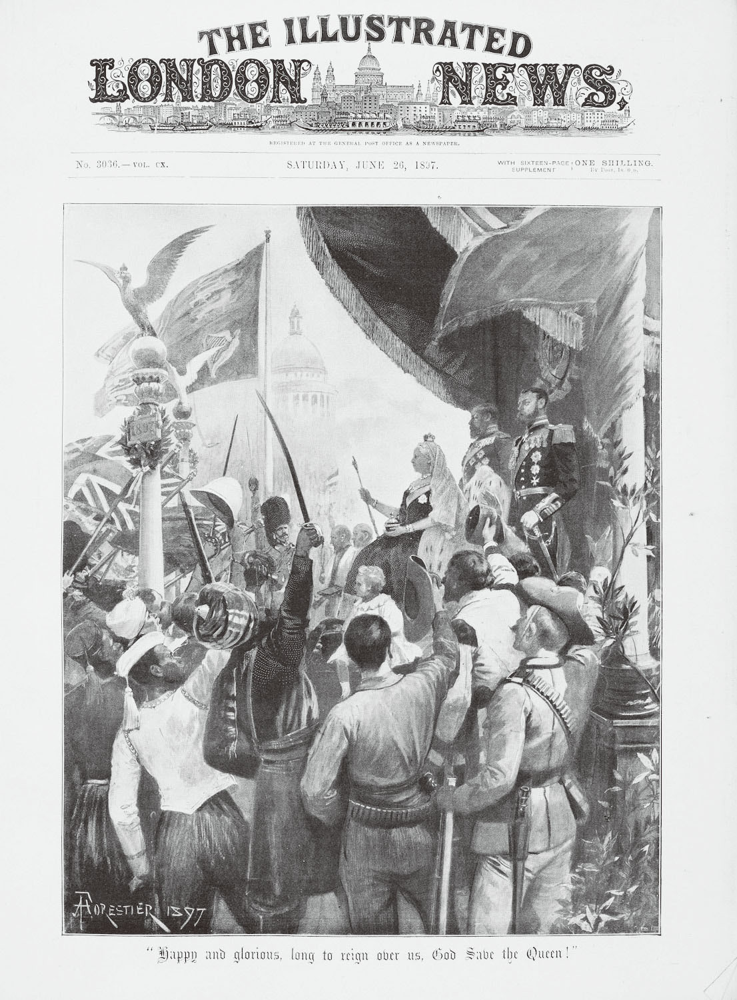 THE ILLUSTRATED
LONDON NEWS.
REGISTERED AT THE GENERAL POST OFFICE AS A NEWSPAPER.
No. 3036.—VOL. CX.
SATURDAY, JUNE 26, 1897.
WITH SIXTEEN-PAGE SUPPLEMENT
ONE SHILLING.
By Post, 1s. 0½d.
1897
A FORESTIER 1897
"Happy and glorious, long to reign over us, God Save the Queen!"